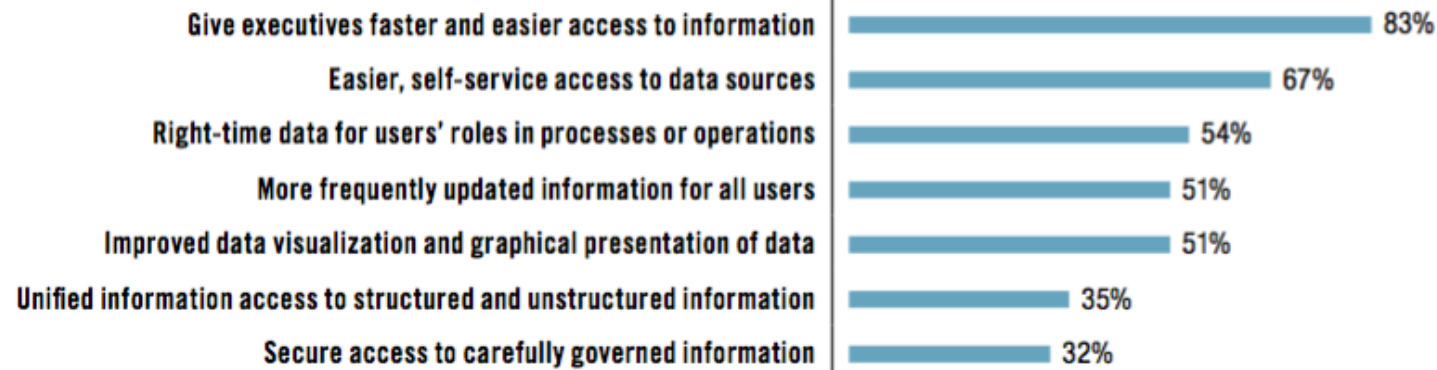 Give executives faster and easier access to information 83%
Easier, self-service access to data sources 67%
Right-time data for users’ roles in processes or operations 54%
More frequently updated information for all users 51%
Improved data visualization and graphical presentation of data 51%
Unified information access to structured and unstructured information 35%
Secure access to carefully governed information 32%